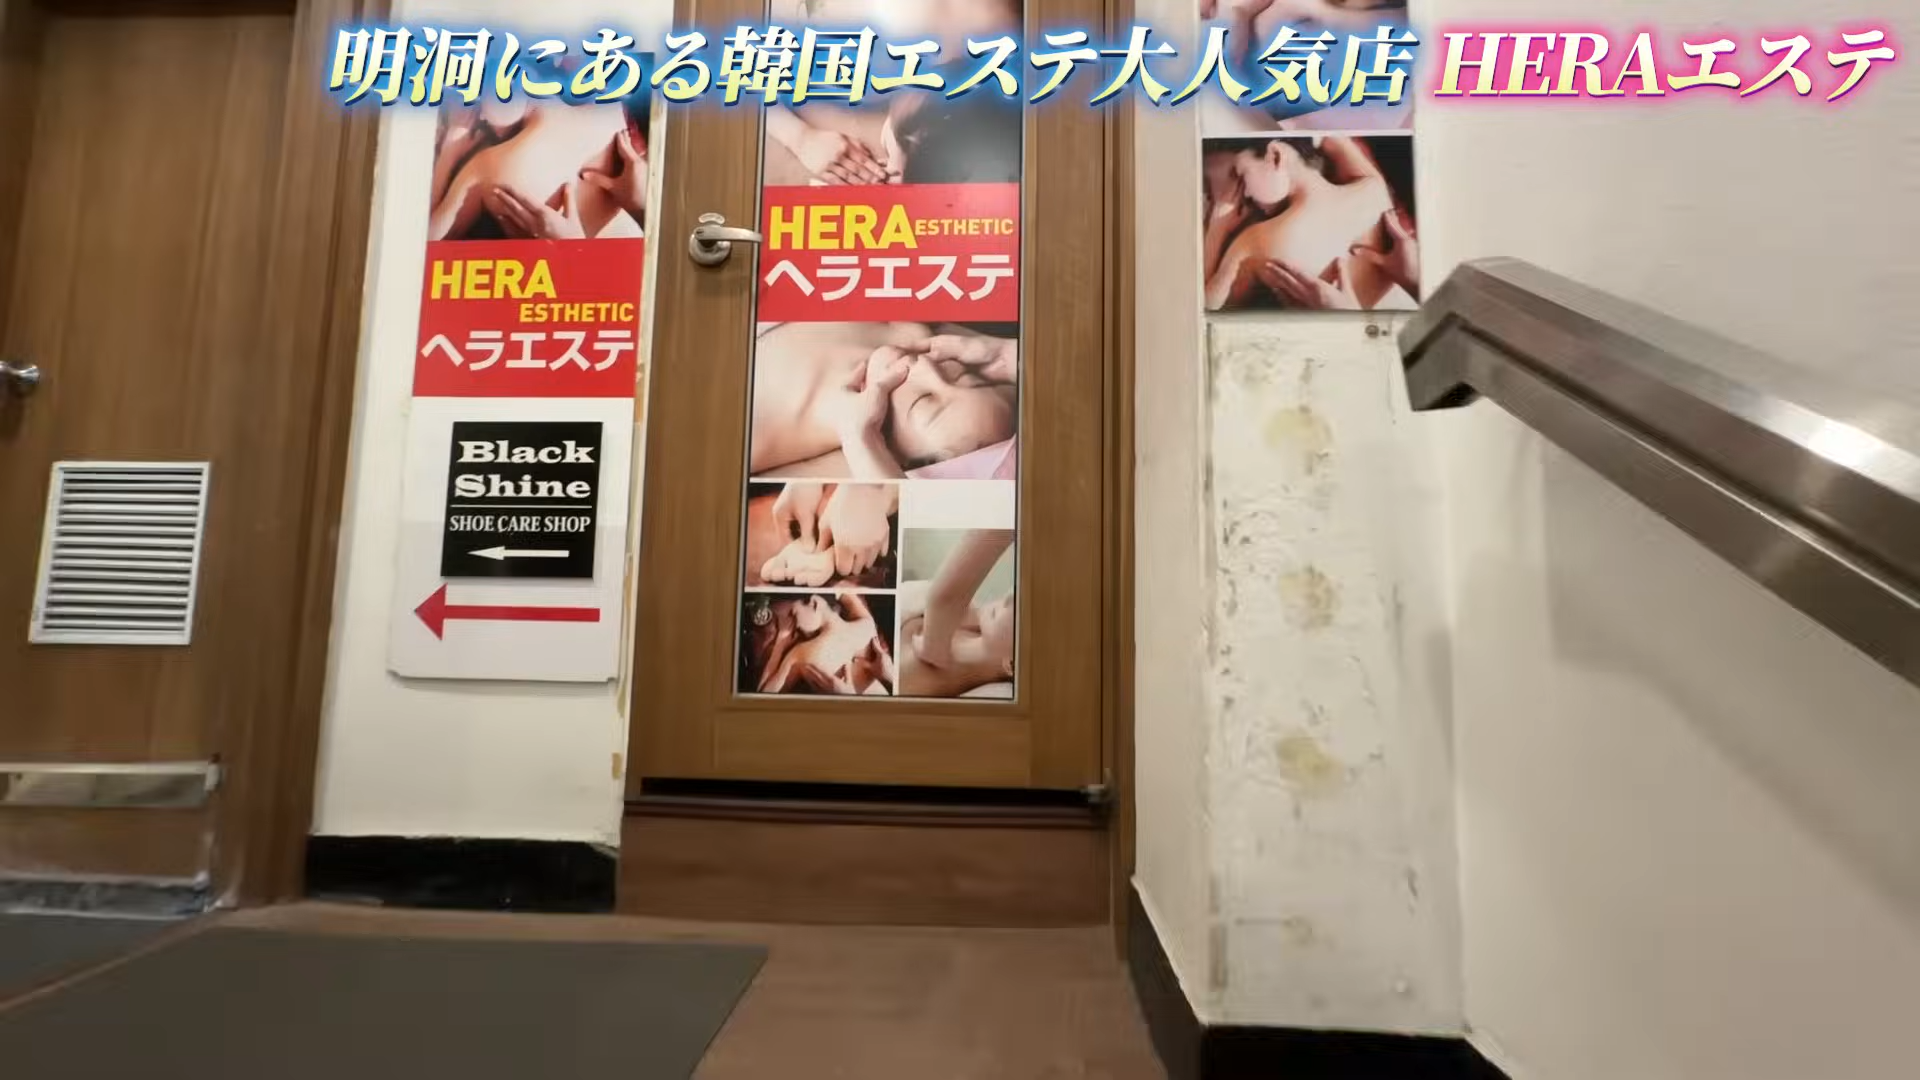 明洞にある韓国エステ大人気店 HERAエステ
HERA
ESTHETIC
ヘラエステ
Black
Shine
SHOE CARE SHOP
HERA ESTHETIC
ヘラエステ